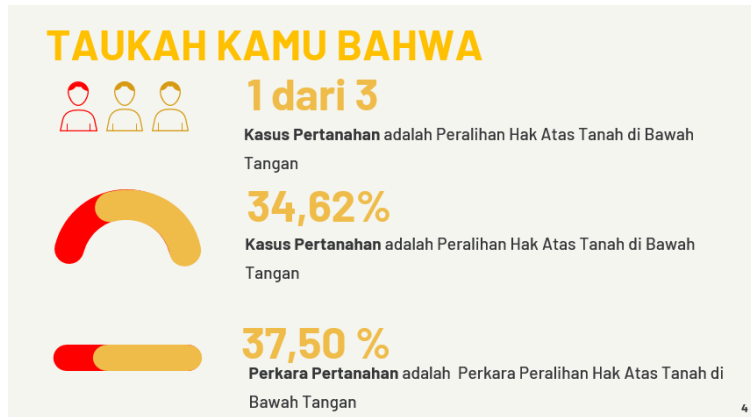 TAUKAH KAMU BAHWA
1 dari 3
Kasus Pertanahan adalah Peralihan Hak Atas Tanah di Bawah
Tangan
34,62%
Kasus Pertanahan adalah Peralihan Hak Atas Tanah di Bawah
Tangan
37,50 %
Perkara Pertanahan adalah Perkara Peralihan Hak Atas Tanah di
Bawah Tangan
4